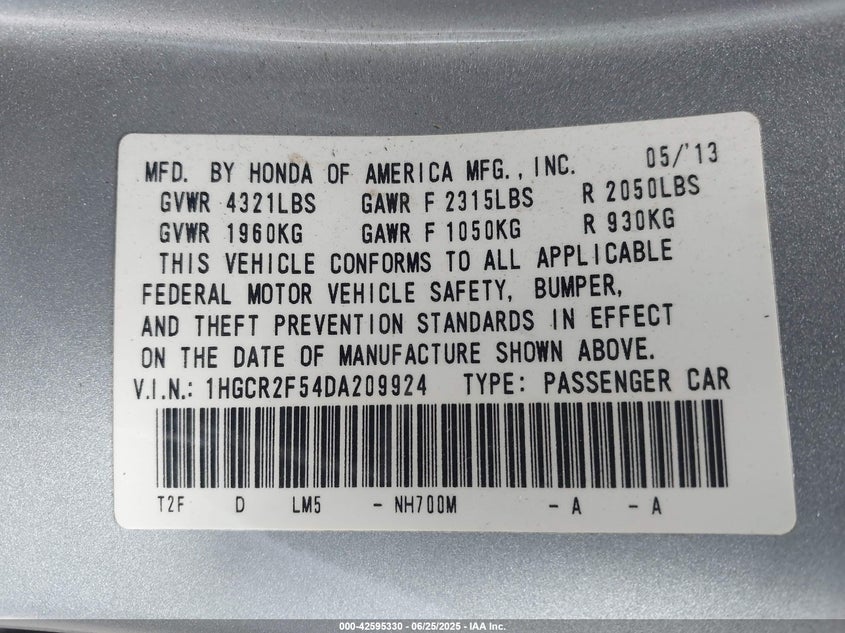 MFD. BY HONDA OF AMERICA MFG., INC. 05/'13
GVWR 4321LBS GAWR F 2315LBS R 2050LBS
GVWR 1960KG GAWR F 1050KG R 930KG
THIS VEHICLE CONFORMS TO ALL APPLICABLE
FEDERAL MOTOR VEHICLE SAFETY, BUMPER,
AND THEFT PREVENTION STANDARDS IN EFFECT
ON THE DATE OF MANUFACTURE SHOWN ABOVE.
V.I.N.: 1HGCR2F54DA209924 TYPE: PASSENGER CAR
T2F D LM5 - NH700M - A - A
000-42595330 - 06/25/2025 - IAA Inc.